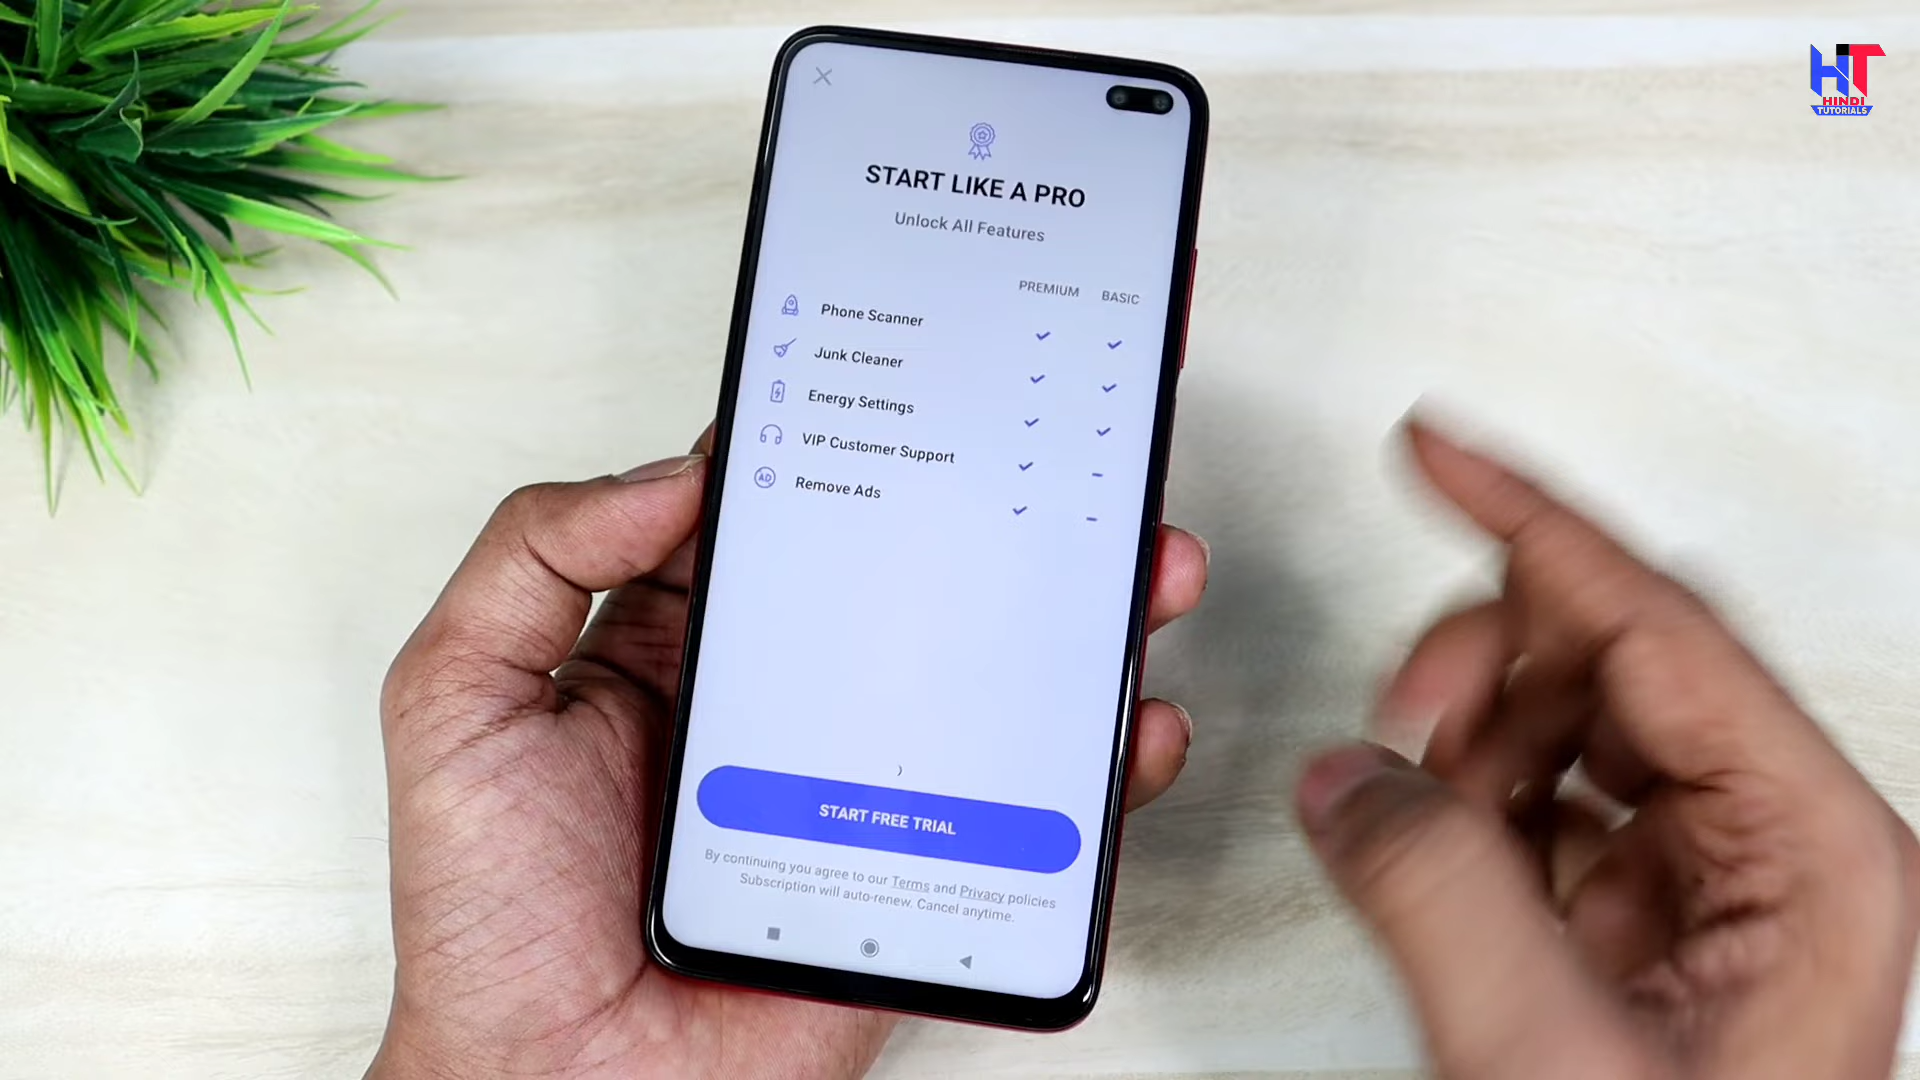 HT
HINDI
TUTORIALS
START LIKE A PRO
Unlock All Features
PREMIUM BASIC
Phone Scanner
Junk Cleaner
Energy Settings
VIP Customer Support
AD Remove Ads
START FREE TRIAL
By continuing you agree to our Terms and Privacy policies
Subscription will auto-renew. Cancel anytime.